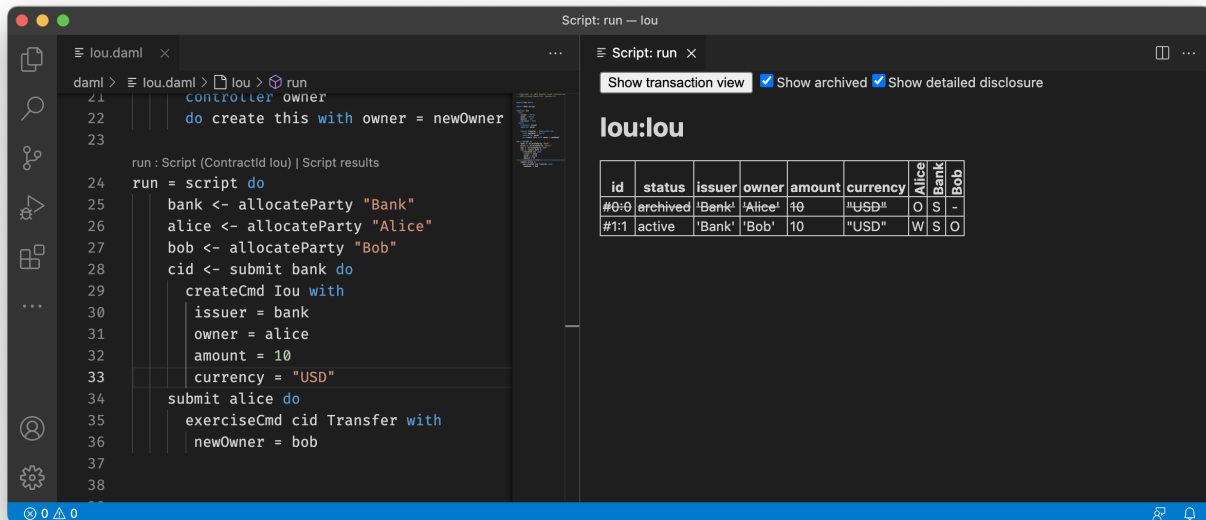 Script: run — Iou
Iou.daml
Script: run
daml > Iou.daml > Iou > run
Show transaction view Show archived Show detailed disclosure
21 controller owner
22 do create this with owner = newOwner
23
run : Script (ContractId Iou) | Script results
24 run = script do
25 bank <- allocateParty "Bank"
26 alice <- allocateParty "Alice"
27 bob <- allocateParty "Bob"
28 cid <- submit bank do
29 createCmd Iou with
30 issuer = bank
31 owner = alice
32 amount = 10
33 currency = "USD"
34 submit alice do
35 exerciseCmd cid Transfer with
36 newOwner = bob
37
38
Iou:Iou
id status issuer owner amount currency Alice Bank Bob
#0:0 archived 'Bank' 'Alice' 10 "USD" O S -
#1:1 active 'Bank' 'Bob' 10 "USD" W S O
0 0